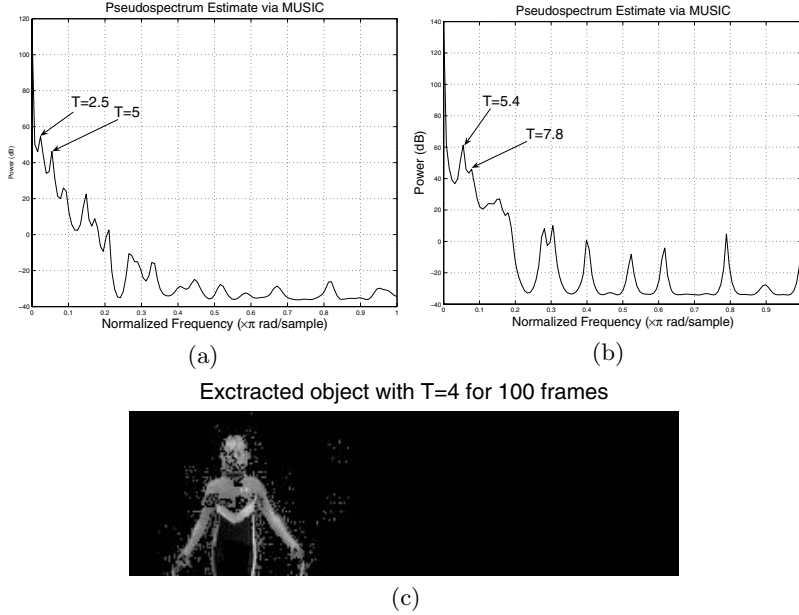 Pseudospectrum Estimate via MUSIC
120
100
80
60
40
20
0
−20
−40
Power (dB)
T=2.5
T=5
0 0.1 0.2 0.3 0.4 0.5 0.6 0.7 0.8 0.9 1
Normalized Frequency (×π rad/sample)
(a)
Pseudospectrum Estimate via MUSIC
140
120
100
80
60
40
20
0
−20
−40
Power (dB)
T=5.4
T=7.8
0 0.1 0.2 0.3 0.4 0.5 0.6 0.7 0.8 0.9
Normalized Frequency (×π rad/sample)
(b)
Exctracted object with T=4 for 100 frames
(c)